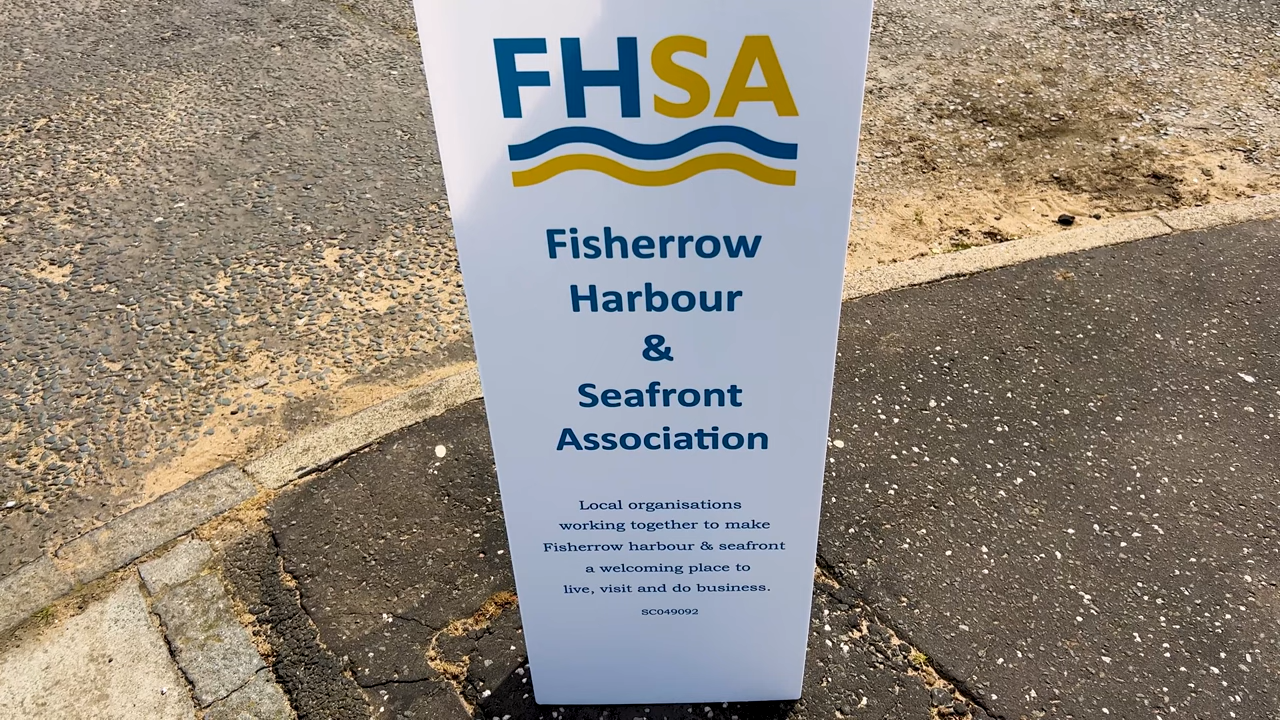 FHSA
Fisherrow
Harbour
&
Seafront
Association
Local organisations
working together to make
Fisherrow harbour & seafront
a welcoming place to
live, visit and do business.
SC049092